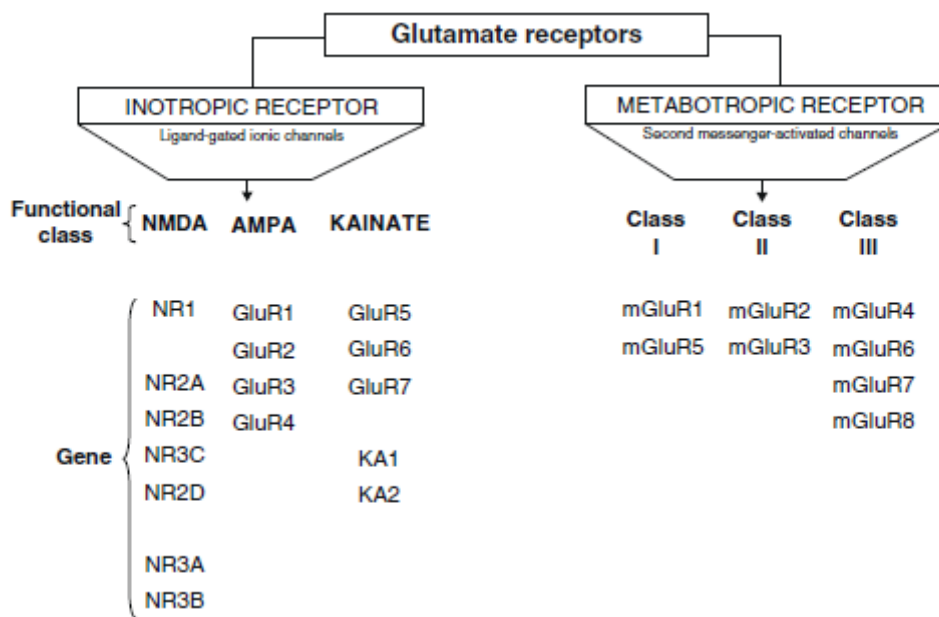 Glutamate receptors
INOTROPIC RECEPTOR
Ligand-gated ionic channels
METABOTROPIC RECEPTOR
Second messenger-activated channels
Functional
class
NMDA AMPA KAINATE
Class
I
Class
II
Class
III
Gene
NR1 GluR1 GluR5 mGluR1 mGluR2 mGluR4
GluR2 GluR6 mGluR5 mGluR3 mGluR6
NR2A GluR3 GluR7 mGluR7
NR2B GluR4 mGluR8
NR3C KA1
NR2D KA2
NR3A
NR3B